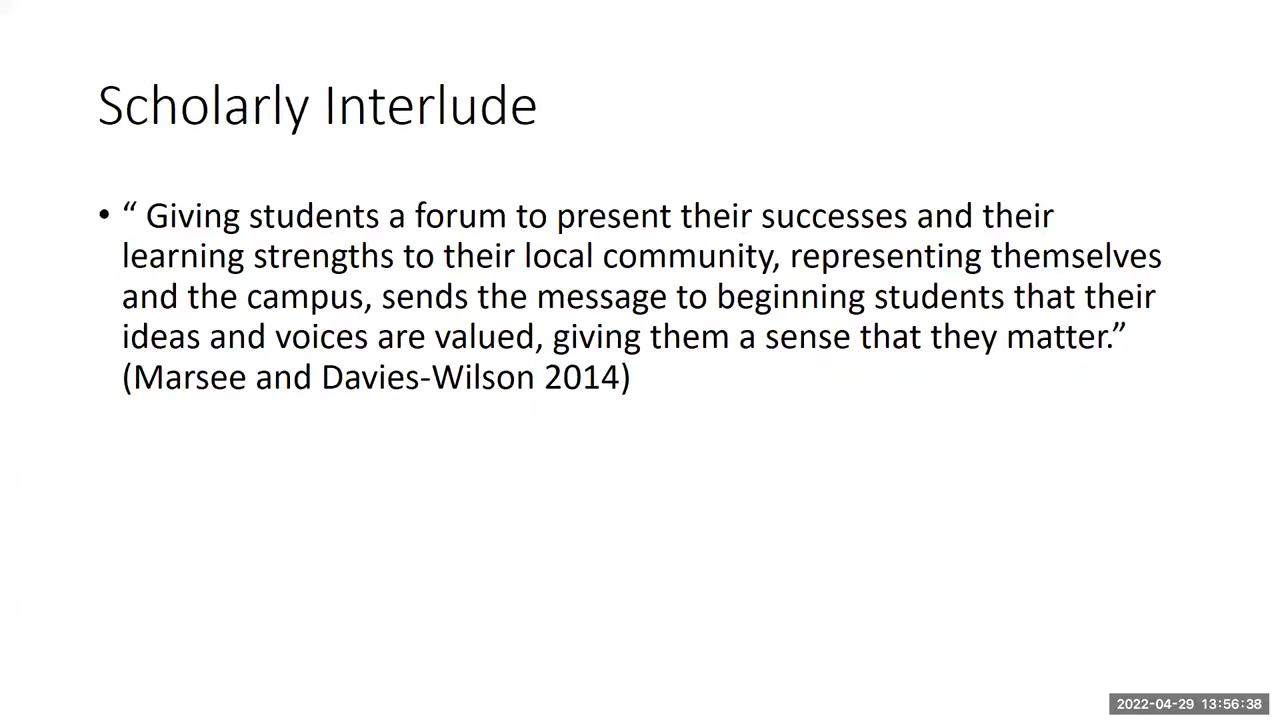 Scholarly Interlude
• “ Giving students a forum to present their successes and their
learning strengths to their local community, representing themselves
and the campus, sends the message to beginning students that their
ideas and voices are valued, giving them a sense that they matter.”
(Marsee and Davies-Wilson 2014)
2022-04-29 13:56:38